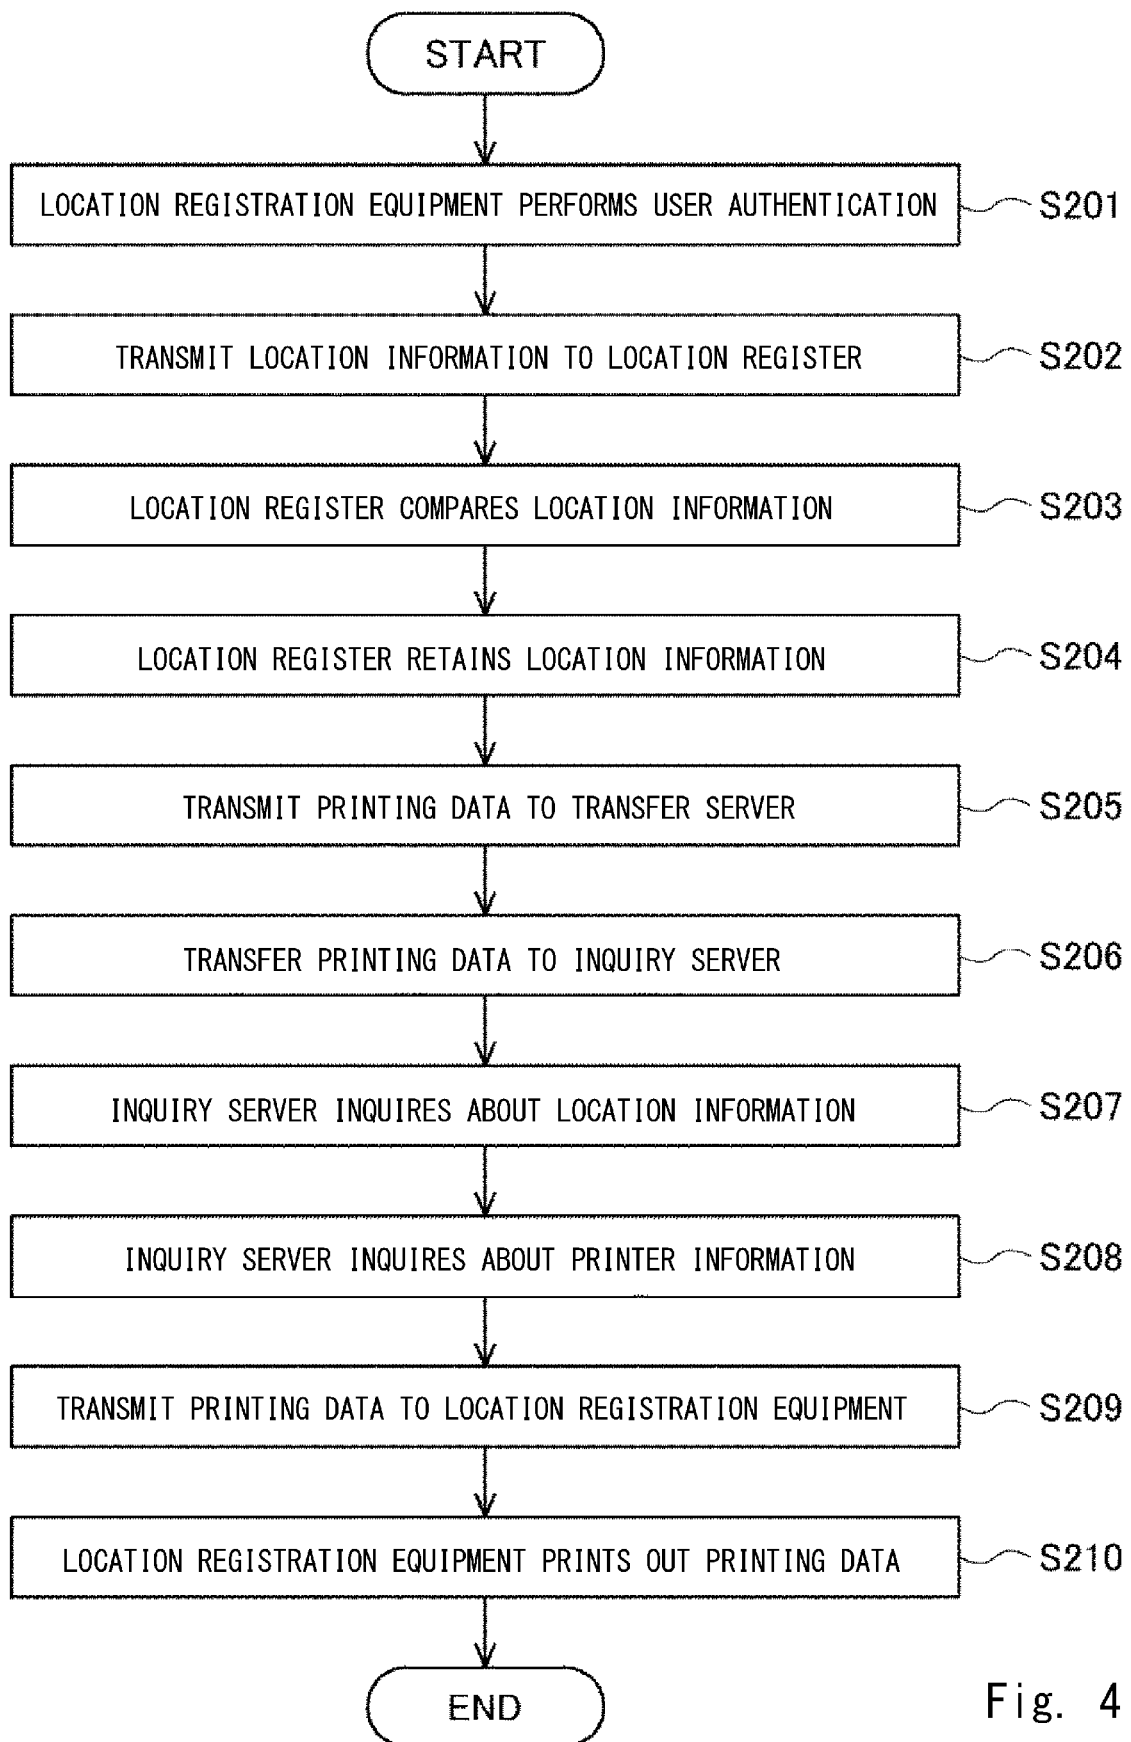 START
LOCATION REGISTRATION EQUIPMENT PERFORMS USER AUTHENTICATION S201
TRANSMIT LOCATION INFORMATION TO LOCATION REGISTER S202
LOCATION REGISTER COMPARES LOCATION INFORMATION S203
LOCATION REGISTER RETAINS LOCATION INFORMATION S204
TRANSMIT PRINTING DATA TO TRANSFER SERVER S205
TRANSFER PRINTING DATA TO INQUIRY SERVER S206
INQUIRY SERVER INQUIRES ABOUT LOCATION INFORMATION S207
INQUIRY SERVER INQUIRES ABOUT PRINTER INFORMATION S208
TRANSMIT PRINTING DATA TO LOCATION REGISTRATION EQUIPMENT S209
LOCATION REGISTRATION EQUIPMENT PRINTS OUT PRINTING DATA S210
END
Fig. 4